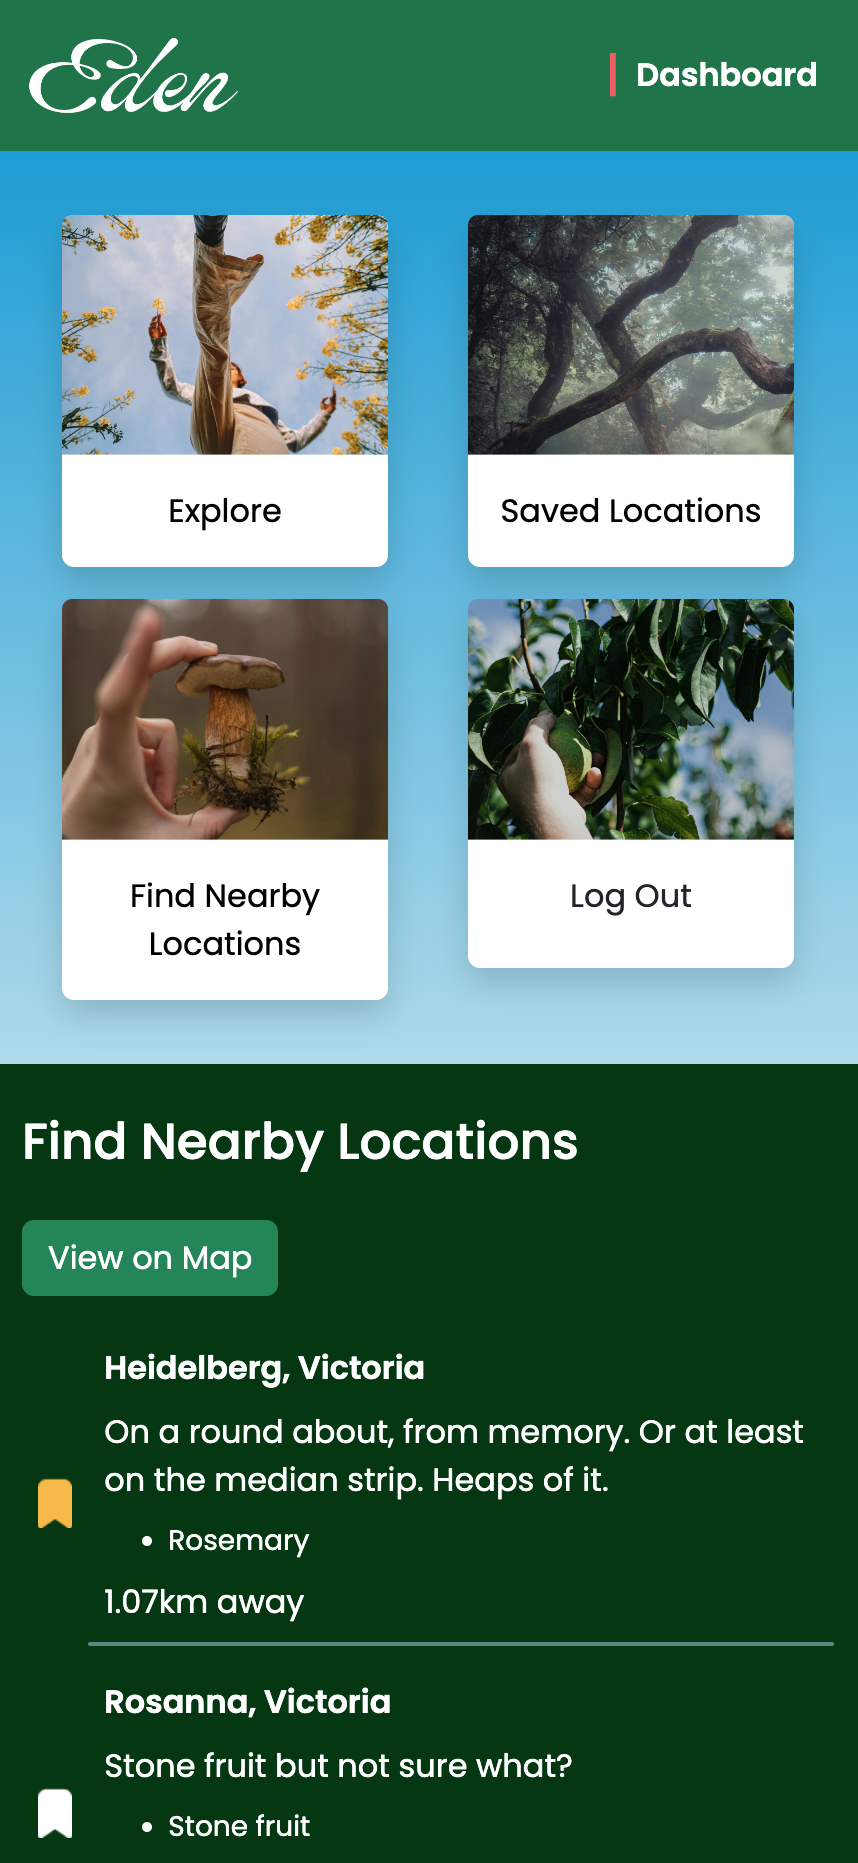 Eden
Dashboard
Explore
Saved Locations
Find Nearby
Locations
Log Out
Find Nearby Locations
View on Map
Heidelberg, Victoria
On a round about, from memory. Or at least
on the median strip. Heaps of it.
• Rosemary
1.07km away
Rosanna, Victoria
Stone fruit but not sure what?
• Stone fruit